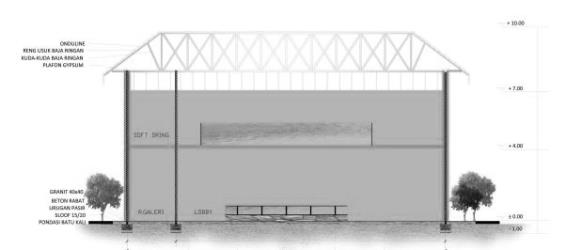 + 10.00
ONDULINE
RENG USUK BAJA RINGAN
KUDA-KUDA BAJA RINGAN
PLAFON GYPSUM
+ 7.00
SOFT SKING
+ 4.00
GRANIT 40x40
BETON RABAT
URUGAN PASIR
SLOOF 15/20
PONDASI BATU KALI
R.GALERI
LOBBY
± 0.00
- 1.00